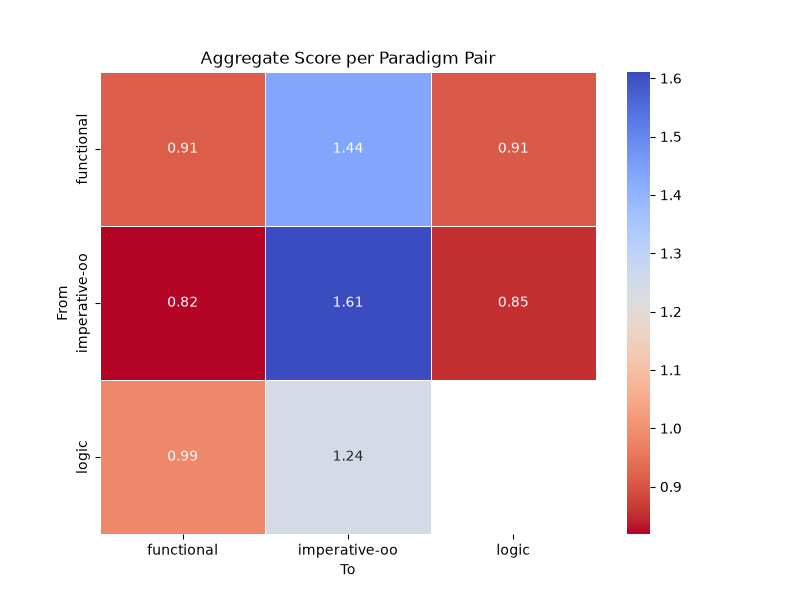 Aggregate Score per Paradigm Pair
functional
imperative-oo
logic
From
0.91
1.44
0.91
0.82
1.61
0.85
0.99
1.24
functional
imperative-oo
logic
To
1.6
1.5
1.4
1.3
1.2
1.1
1.0
0.9